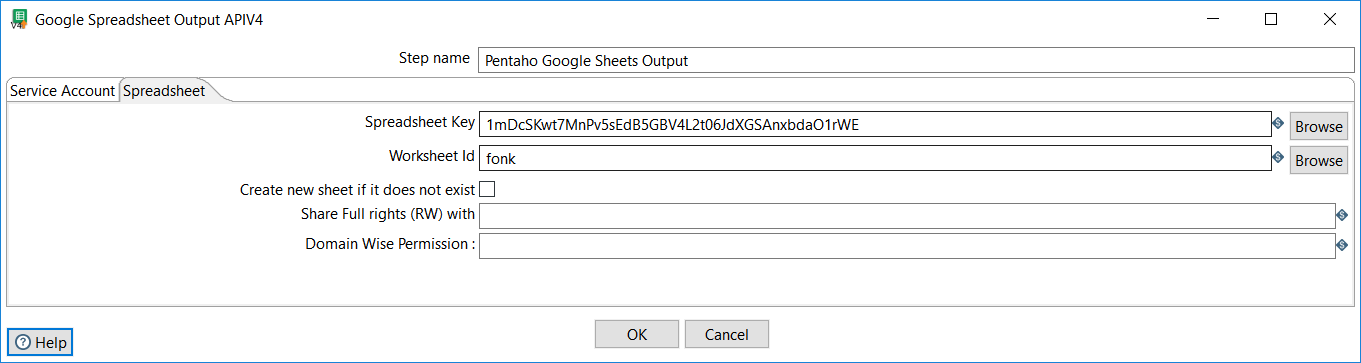 Google Spreadsheet Output APIV4
Step name Pentaho Google Sheets Output
Service Account Spreadsheet
Spreadsheet Key 1mDcSKwt7MnPv5sEdB5GBV4L2t06JdXGSAnxbdaO1rWE Browse
Worksheet Id fonk Browse
Create new sheet if it does not exist
Share Full rights (RW) with
Domain Wise Permission :
OK Cancel
Help